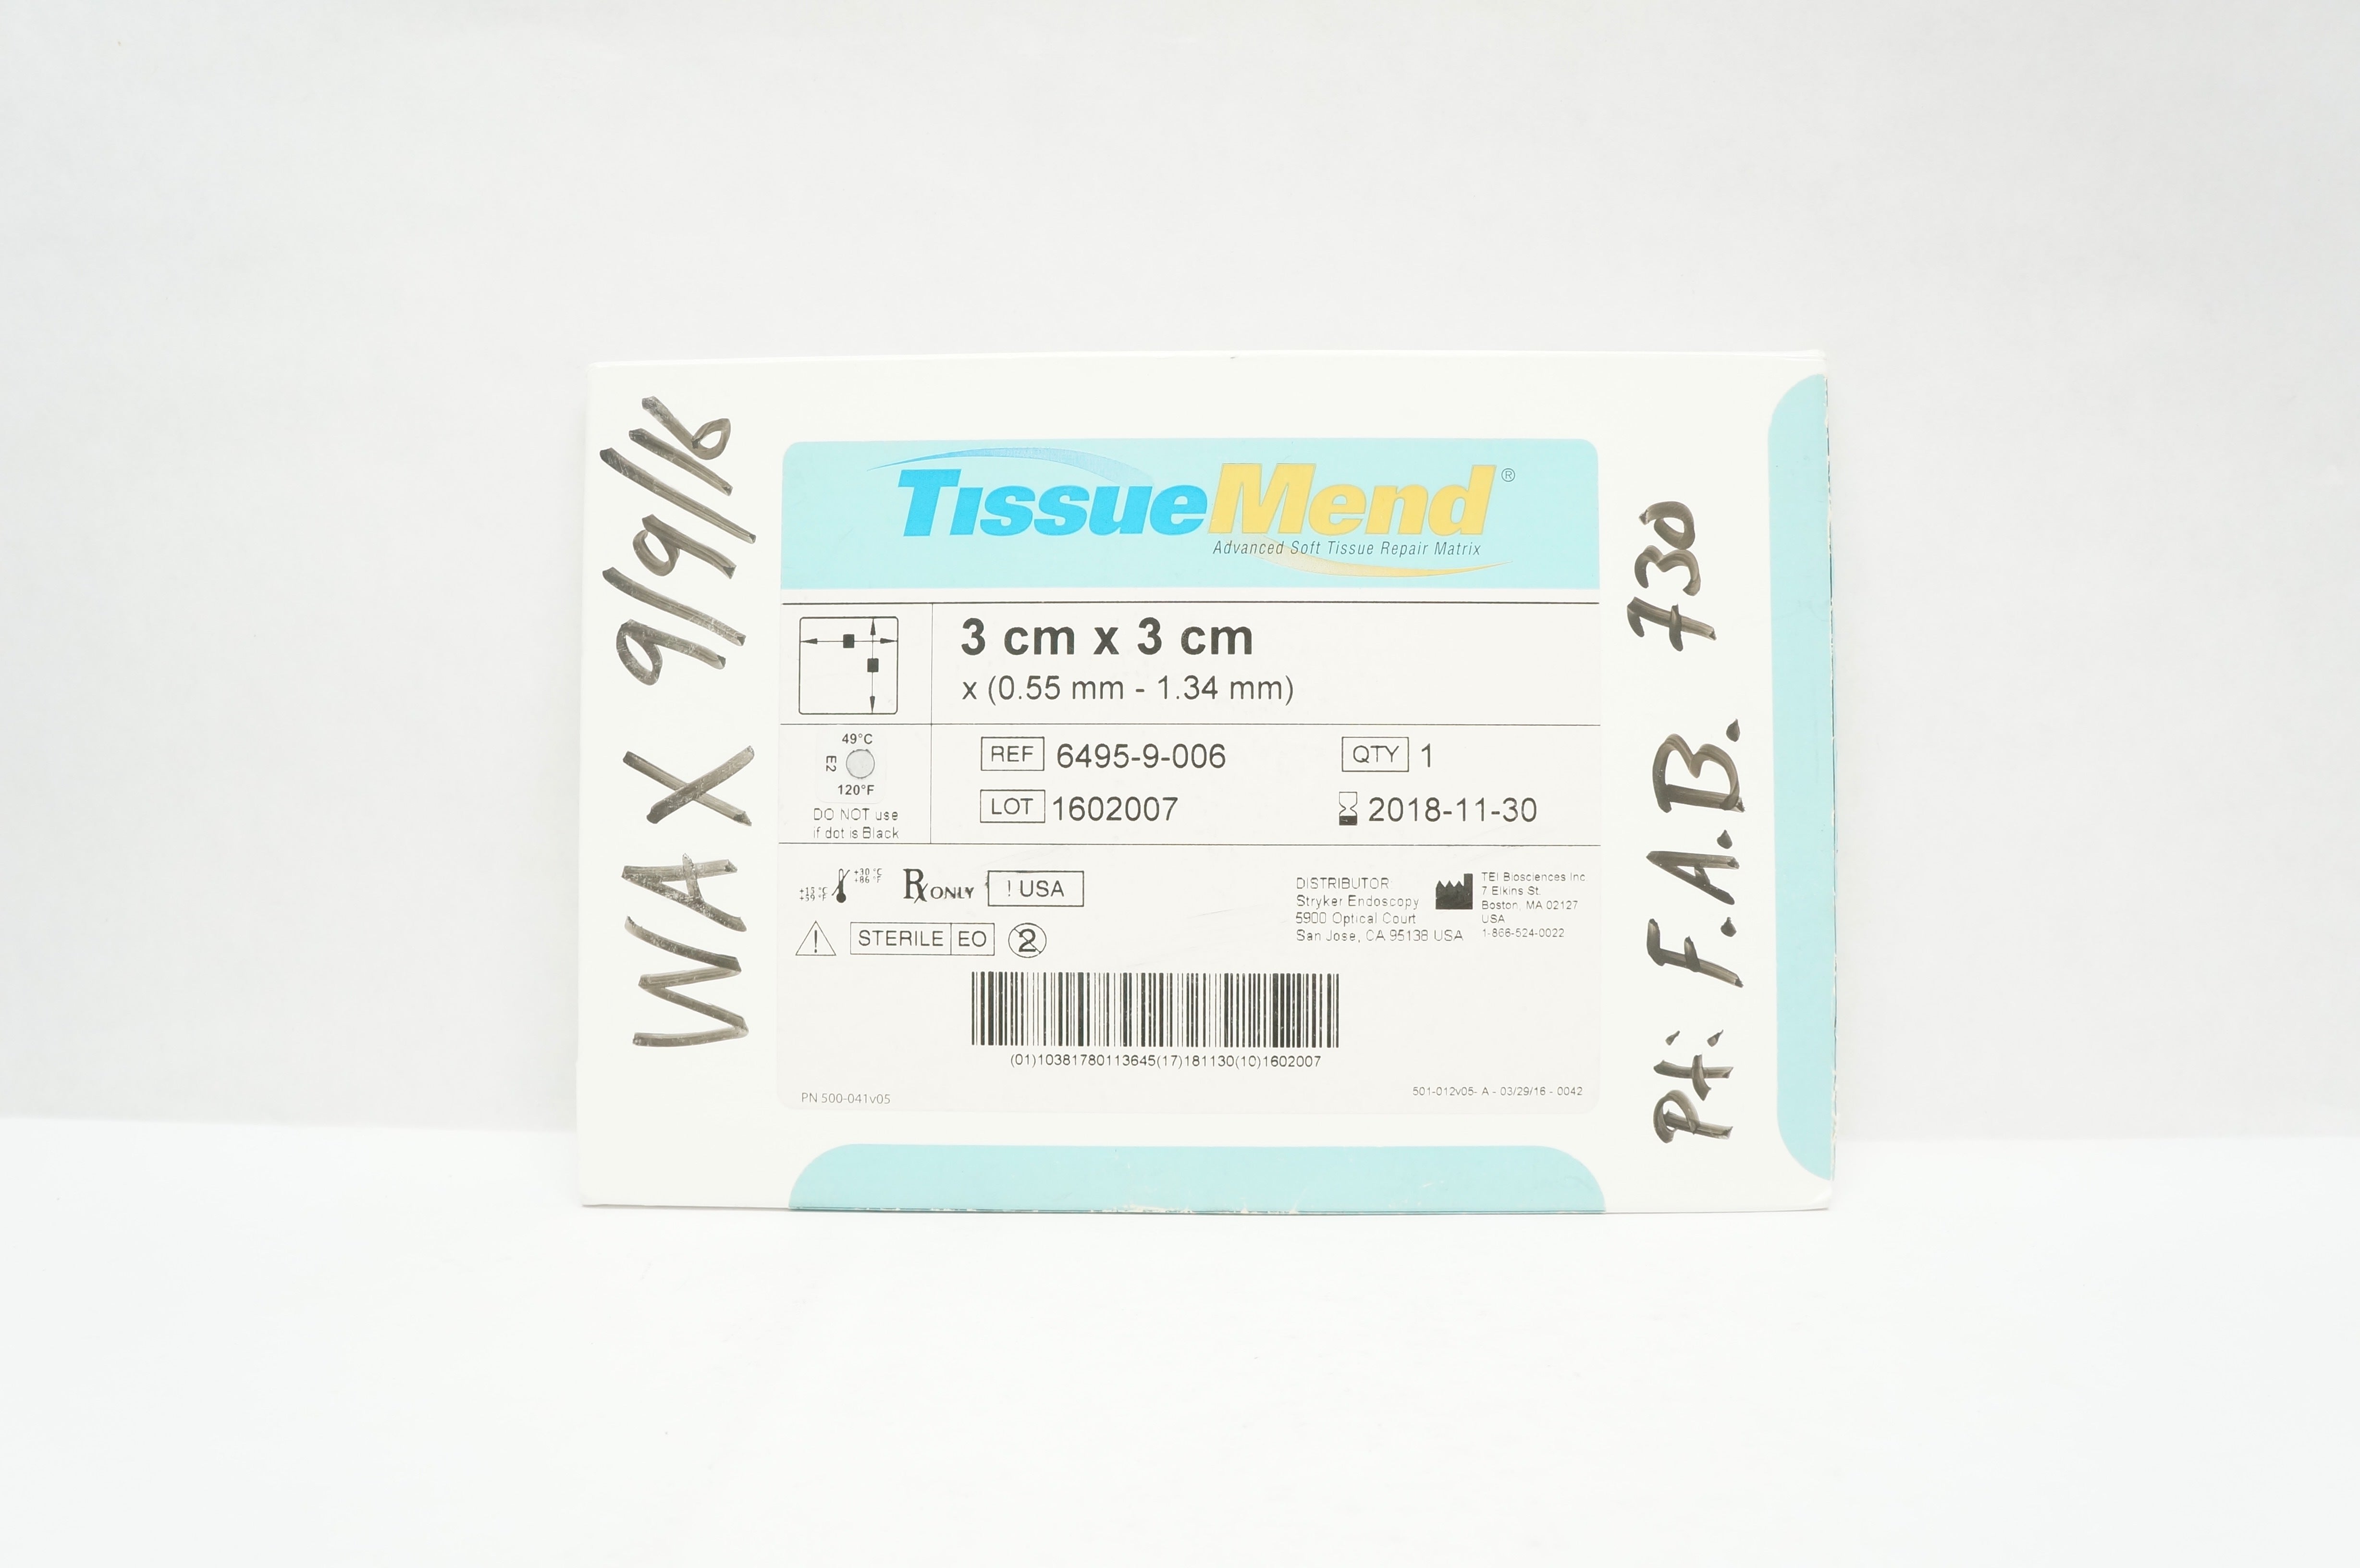 WAX 9/9/16
TissueMend®
Advanced Soft Tissue Repair Matrix
3 cm x 3 cm
x (0.55 mm - 1.34 mm)
49°C
E2
120°F
DO NOT use
if dot is Black
REF 6495-9-006
QTY 1
LOT 1602007
2018-11-30
+15 °C
+59 °F
+30 °C
+86 °F
Rx ONLY
! USA
!
STERILE EO
2
DISTRIBUTOR
Stryker Endoscopy
5900 Optical Court
San Jose, CA 95138 USA
TEI Biosciences Inc.
7 Elkins St.
Boston, MA 02127
USA
1-866-524-0022
(01)10381780113645(17)181130(10)1602007
PN 500-041v05
501-012v05- A - 03/29/16 - 0042
Pt: F.A.B. 730